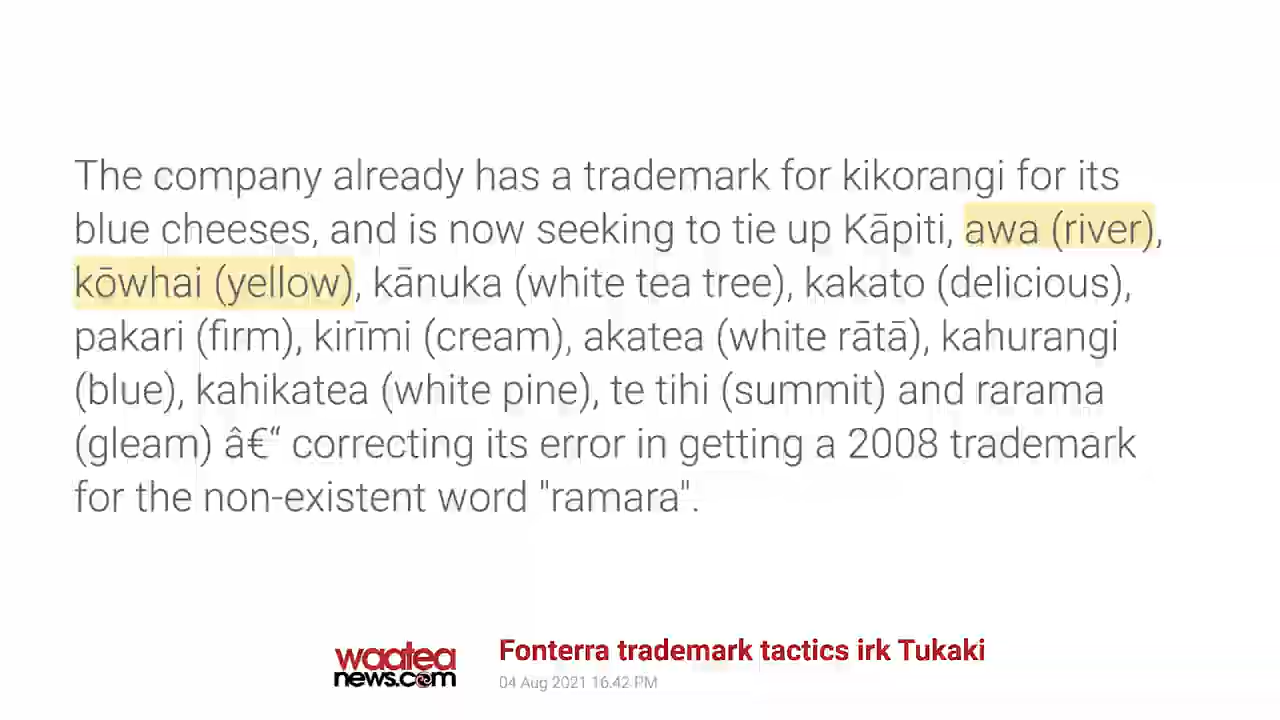 The company already has a trademark for kikorangi for its
blue cheeses, and is now seeking to tie up Kāpiti, awa (river),
kōwhai (yellow), kānuka (white tea tree), kakato (delicious),
pakari (firm), kirīmi (cream), akatea (white rātā), kahurangi
(blue), kahikatea (white pine), te tihi (summit) and rarama
(gleam) â€“ correcting its error in getting a 2008 trademark
for the non-existent word "ramara".
waatea
news.com
Fonterra trademark tactics irk Tukaki
04 Aug 2021 16.42 PM